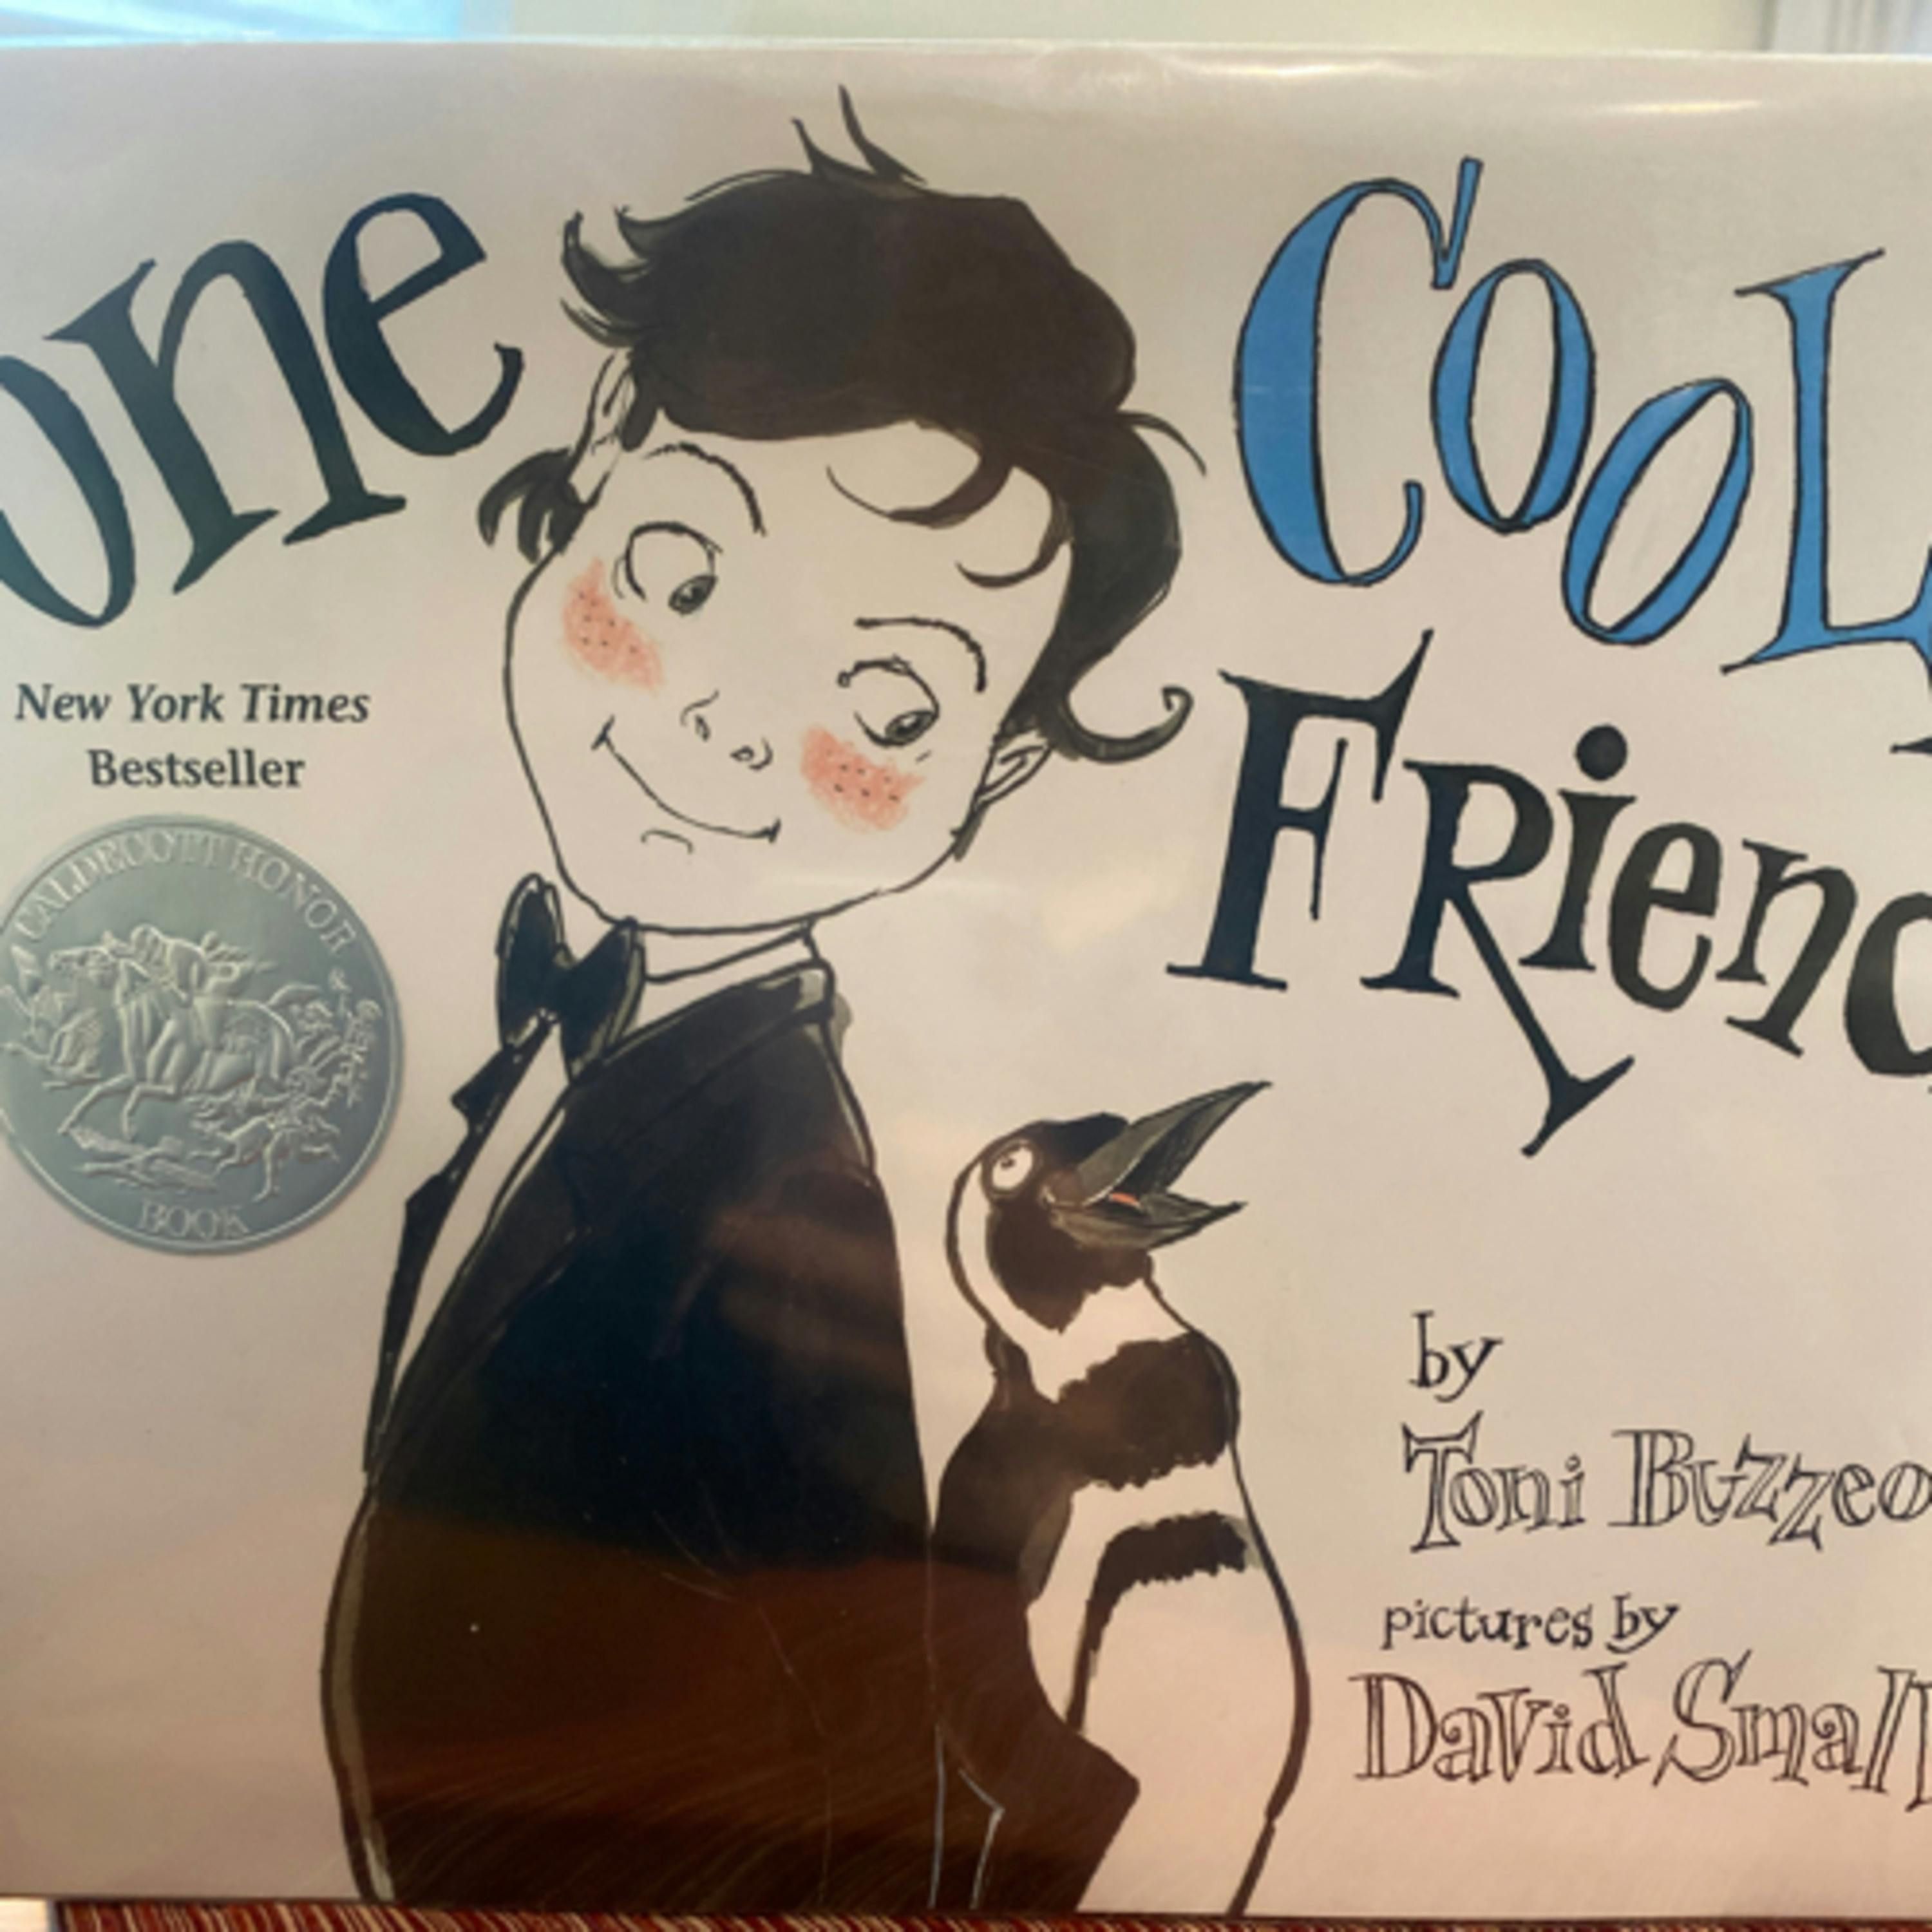 one
Cool
Friend
New York Times
Bestseller
CALDECOTT HONOR
BOOK
by
Toni Buzzeo
pictures by
David Small